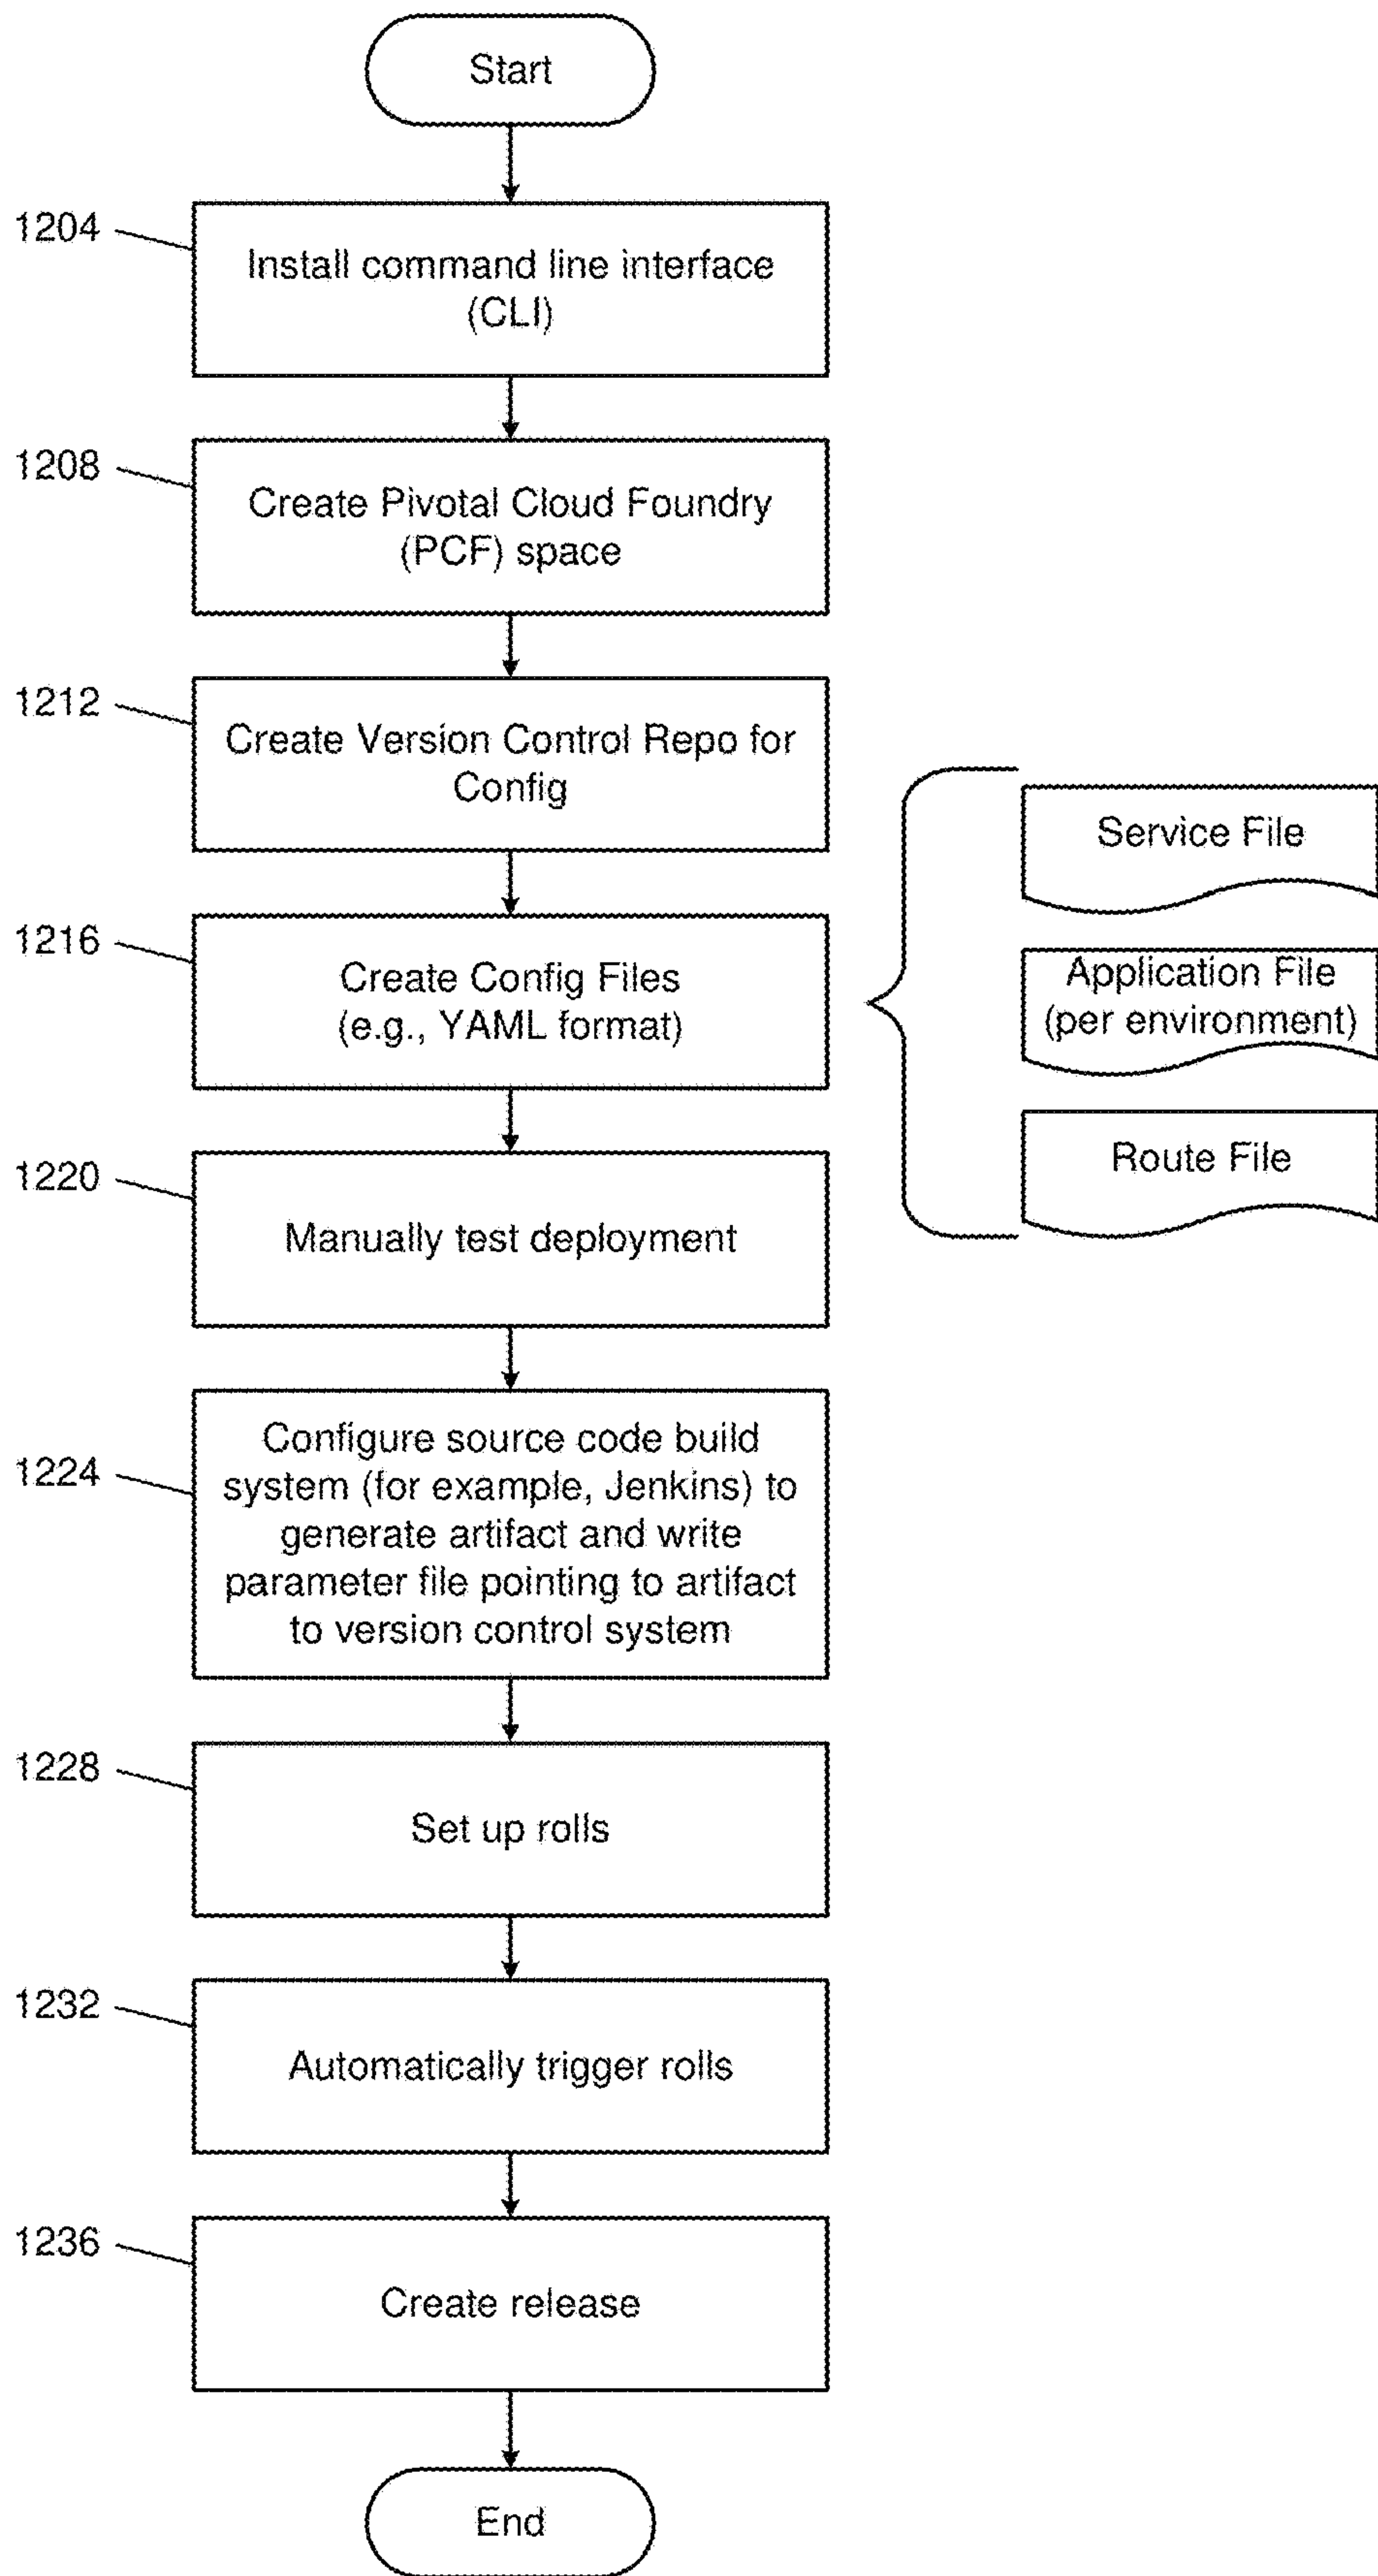 Start
1204
Install command line interface
(CLI)
1208
Create Pivotal Cloud Foundry
(PCF) space
1212
Create Version Control Repo for
Config
Service File
1216
Create Config Files
(e.g., YAML format)
Application File
(per environment)
Route File
1220
Manually test deployment
1224
Configure source code build
system (for example, Jenkins) to
generate artifact and write
parameter file pointing to artifact
to version control system
1228
Set up rolls
1232
Automatically trigger rolls
1236
Create release
End